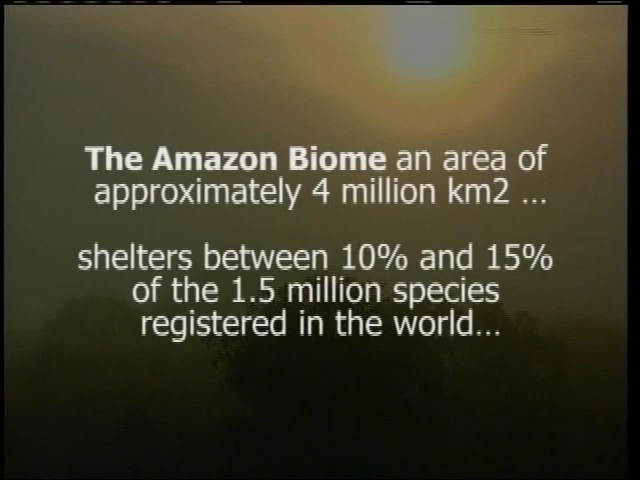 The Amazon Biome an area of
approximately 4 million km2 ...
shelters between 10% and 15%
of the 1.5 million species
registered in the world...